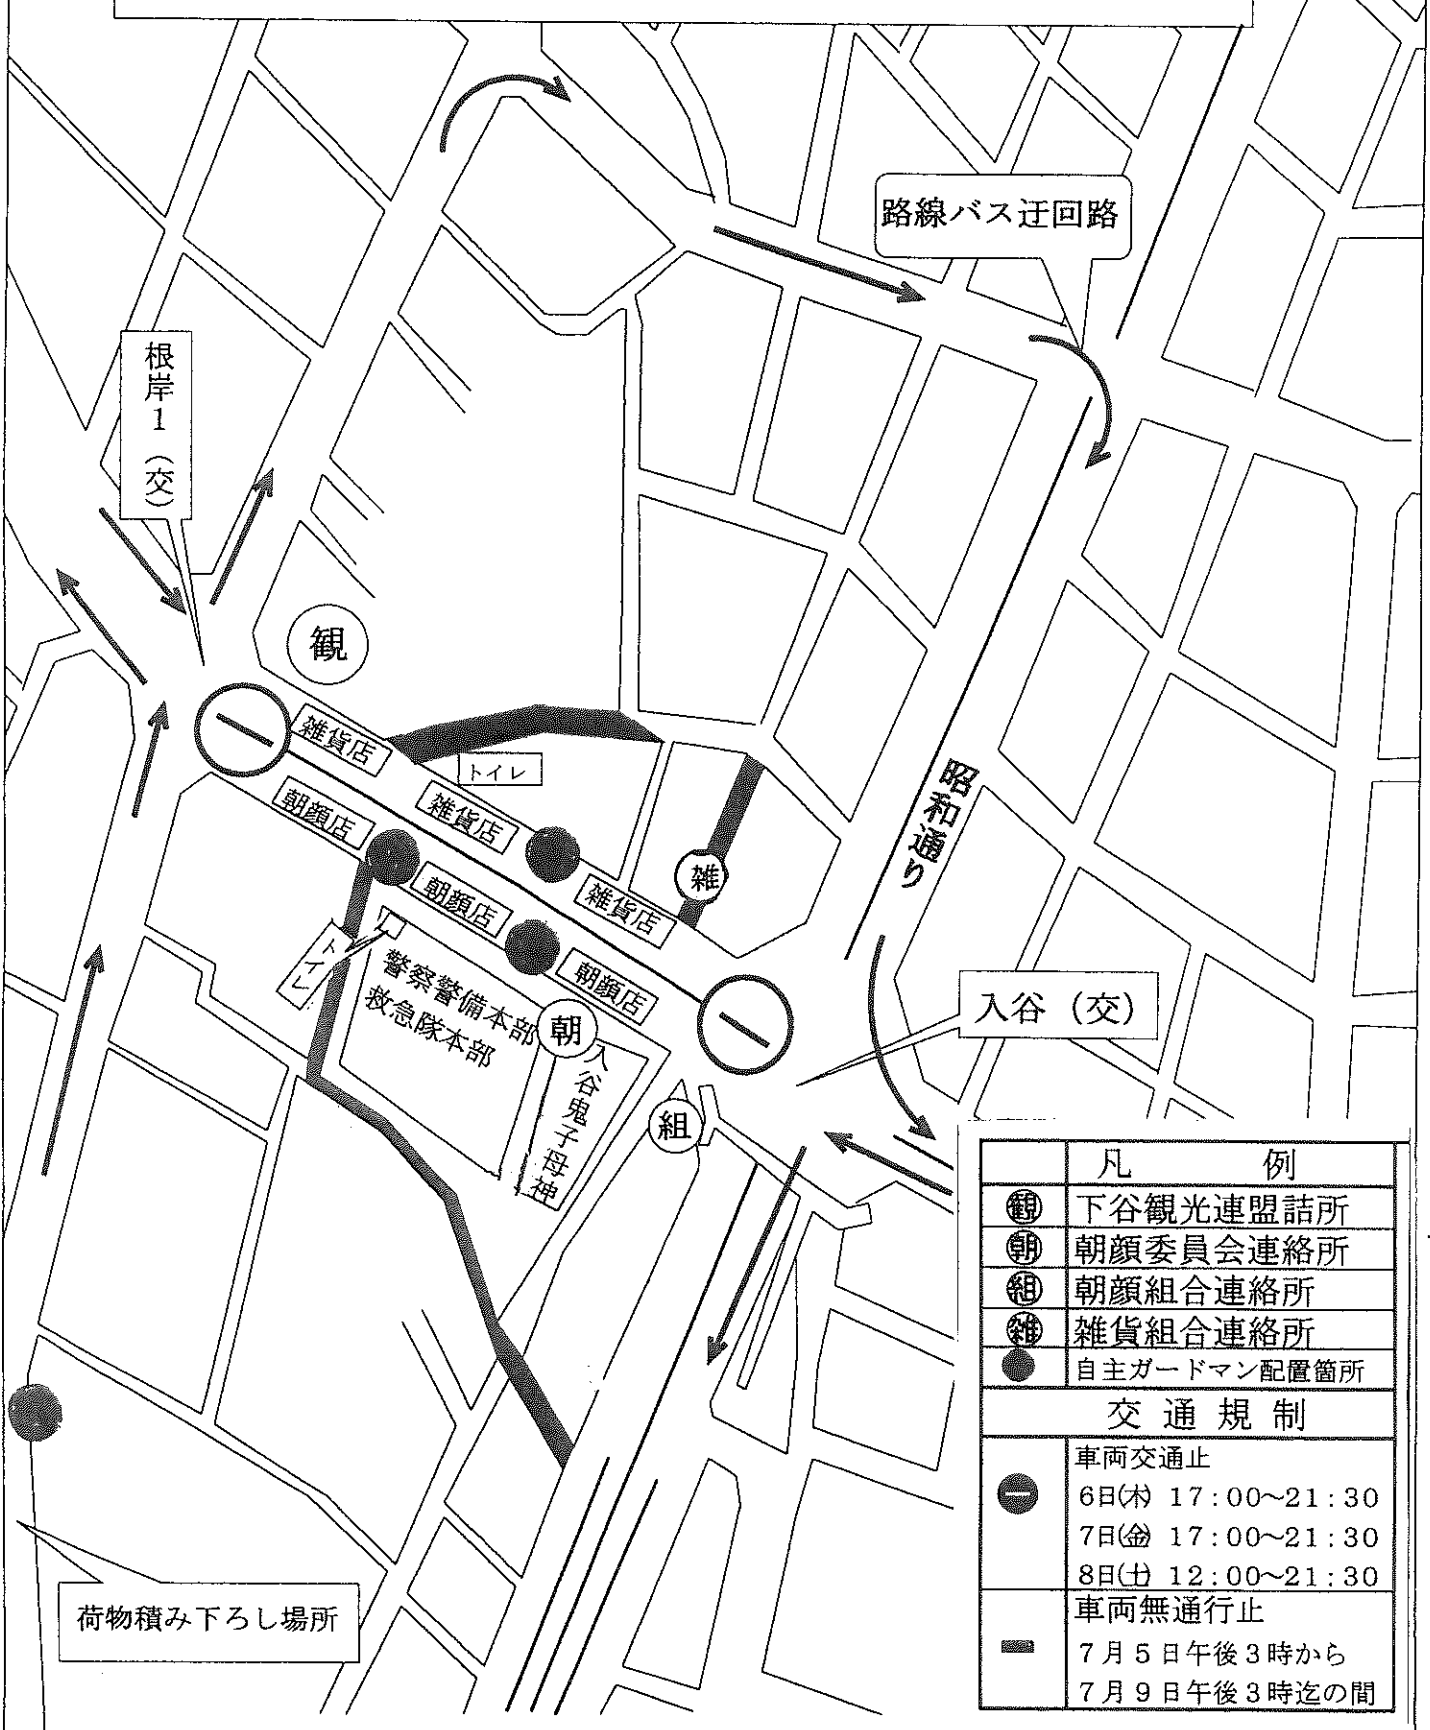 路線バス迂回路
根岸1（交）
観
雑貨店
トイレ
朝顔店
雑貨店
昭和通り
雑
朝顔店
雑貨店
トイレ
警察警備本部
救急隊本部
朝顔店
朝
入谷（交）
入谷鬼子母神
組
凡 例
観 下谷観光連盟詰所
朝 朝顔委員会連絡所
組 朝顔組合連絡所
雑 雑貨組合連絡所
自主ガードマン配置箇所
交通規制
車両交通止
6日(木) 17:00～21:30
7日(金) 17:00～21:30
8日(土) 12:00～21:30
車両無通行止
7月5日午後3時から
7月9日午後3時迄の間
荷物積み下ろし場所